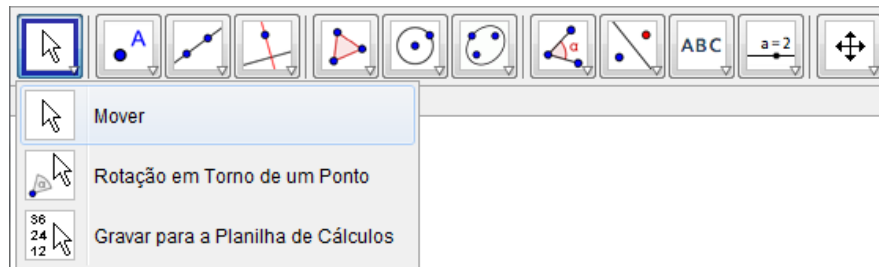 A
α
ABC
a=2
Mover
α
Rotação em Torno de um Ponto
36
24
12
Gravar para a Planilha de Cálculos